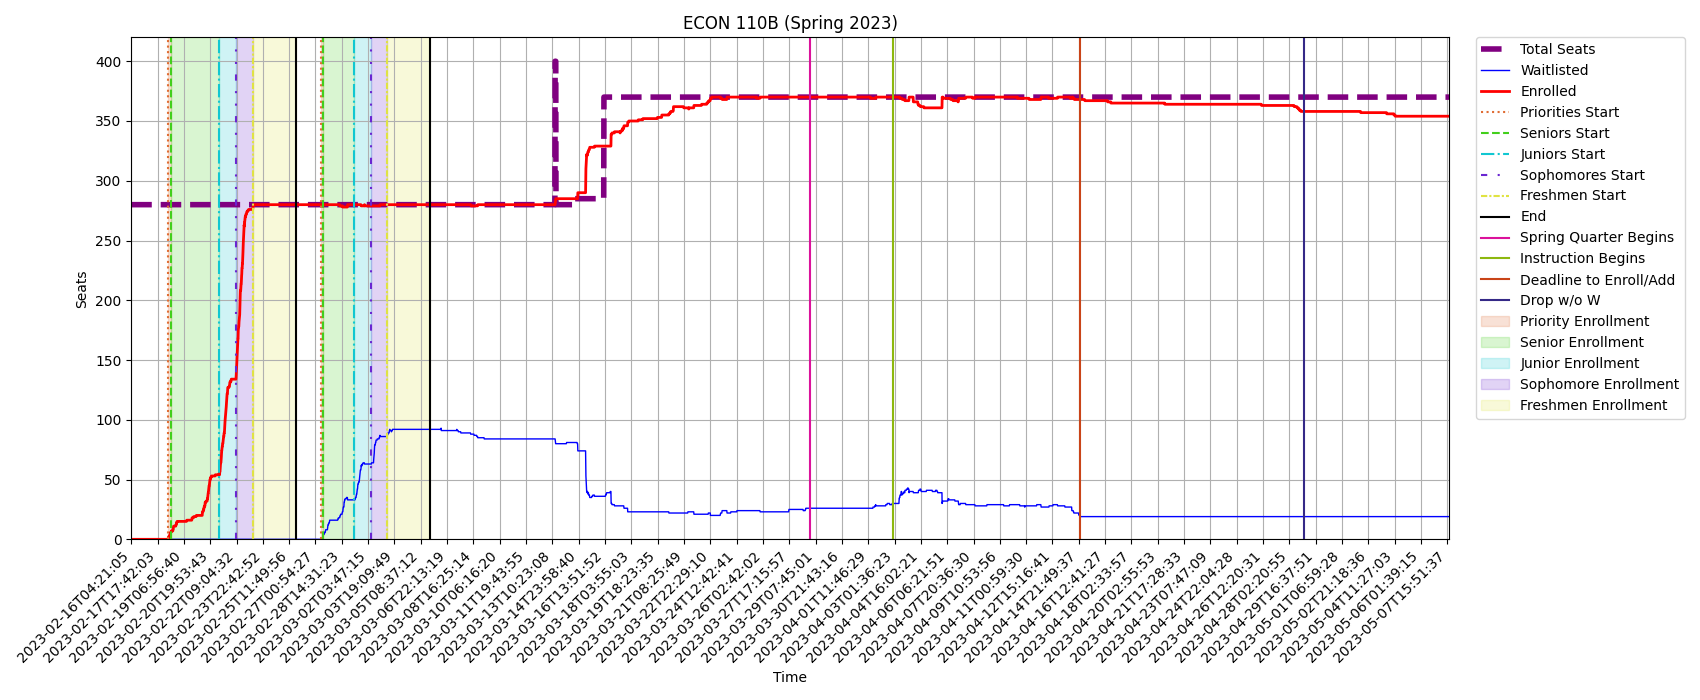 ECON 110B (Spring 2023)
Seats
400
350
300
250
200
150
100
50
0
2023-02-16T04:21:05
2023-02-17T17:42:03
2023-02-19T06:56:40
2023-02-20T19:53:43
2023-02-22T09:04:32
2023-02-23T22:42:52
2023-02-25T11:49:56
2023-02-27T00:54:27
2023-02-28T14:31:23
2023-03-02T03:47:15
2023-03-03T19:09:49
2023-03-05T08:37:12
2023-03-06T22:13:19
2023-03-08T16:25:14
2023-03-10T06:16:20
2023-03-11T19:43:55
2023-03-13T10:23:08
2023-03-14T23:58:40
2023-03-16T13:51:52
2023-03-18T03:55:03
2023-03-19T18:23:35
2023-03-21T08:25:49
2023-03-22T22:29:10
2023-03-24T12:42:41
2023-03-26T02:42:02
2023-03-27T17:15:57
2023-03-29T07:45:01
2023-03-30T21:43:16
2023-04-01T11:46:29
2023-04-03T01:36:23
2023-04-04T16:02:21
2023-04-06T06:21:51
2023-04-07T20:36:30
2023-04-09T10:53:56
2023-04-11T00:59:30
2023-04-12T15:16:41
2023-04-14T21:49:37
2023-04-16T12:41:27
2023-04-18T02:33:57
2023-04-20T02:55:53
2023-04-21T17:28:33
2023-04-23T07:47:09
2023-04-24T22:04:28
2023-04-26T12:20:31
2023-04-28T02:20:55
2023-04-29T16:37:51
2023-05-01T06:59:28
2023-05-02T21:18:36
2023-05-04T11:27:03
2023-05-06T01:39:15
2023-05-07T15:51:37
Time
Total Seats
Waitlisted
Enrolled
Priorities Start
Seniors Start
Juniors Start
Sophomores Start
Freshmen Start
End
Spring Quarter Begins
Instruction Begins
Deadline to Enroll/Add
Drop w/o W
Priority Enrollment
Senior Enrollment
Junior Enrollment
Sophomore Enrollment
Freshmen Enrollment